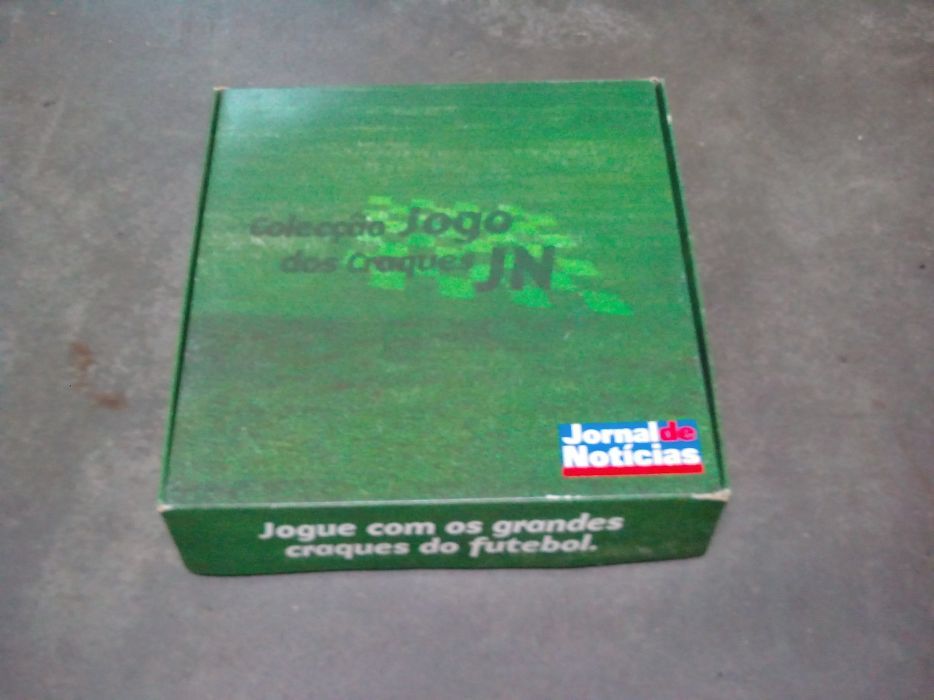 Colecção Jogo
dos Craques JN
Jornal de
Notícias
Jogue com os grandes
craques do futebol.